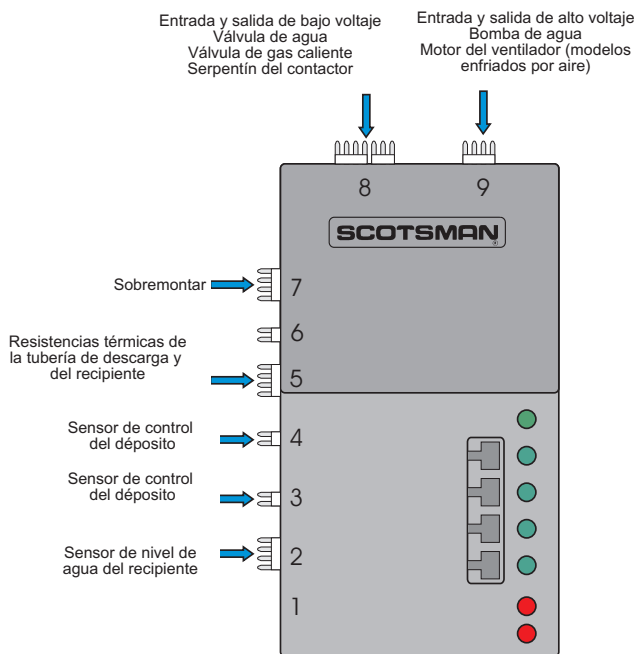 Entrada y salida de bajo voltaje
Válvula de agua
Válvula de gas caliente
Serpentín del contactor
Entrada y salida de alto voltaje
Bomba de agua
Motor del ventilador (modelos
enfriados por aire)
8
9
SCOTSMAN
Sobremontar
7
6
Resistencias térmicas de
la tubería de descarga y
del recipiente
5
Sensor de control
del déposito
4
Sensor de control
del déposito
3
Sensor de nivel de
agua del recipiente
2
1